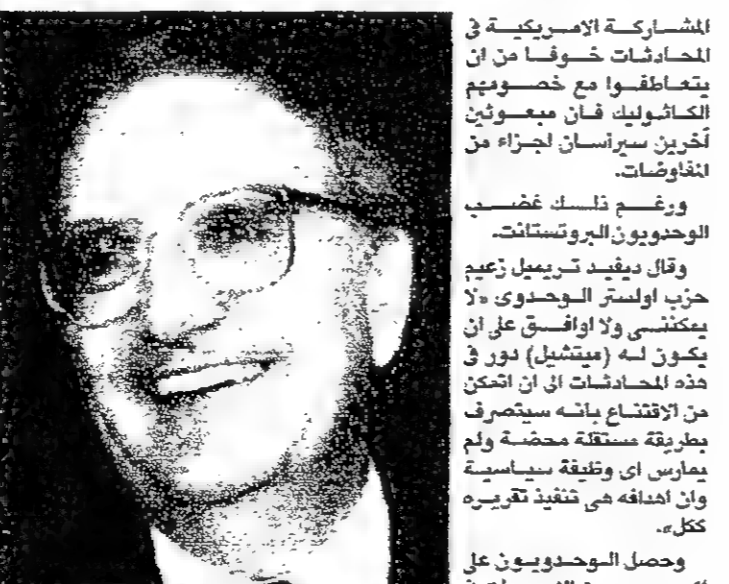 المشاركة الامريكية في
المحادثات خوفا من ان
يتعاطفوا مع خصومهم
الكاثوليك فان مبعوثين
آخرين سيرأسان اجزاء من
المفاوضات.
ورغم ذلك غضب
الوحدويون البروتستانت.
وقال ديفيد تريمبل زعيم
حزب اولستر الوحدوى «لا
يمكننى ولا اوافق على ان
يكون له (ميتشيل) دور في
هذه المحادثات الى ان اتمكن
من الاقتناع بانه سيتصرف
بطريقة مستقلة محضة ولم
يمارس اى وظيفة سياسية
وان اهدافه هى تنفيذ تقريره
ككل».
وحصل الوحدويون على